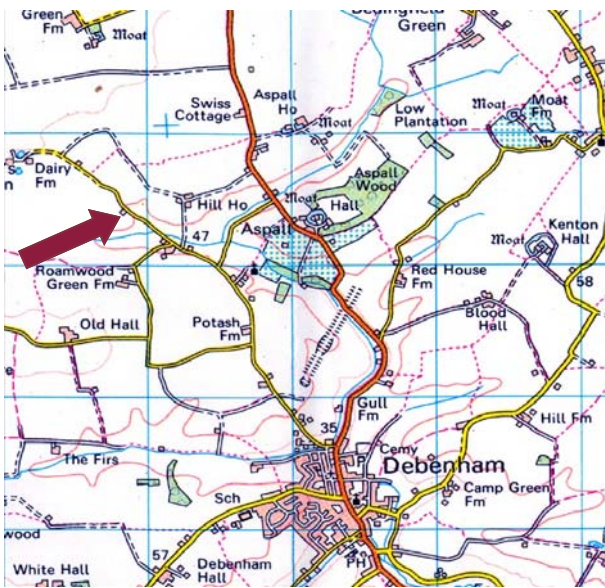 Green
Fm
Moat
Bedingfield
Green
Swiss
Cottage
Aspall
Ho
Moat
Low
Plantation
Moat
Moat
Fm
Dairy
Fm
Aspall
Wood
Hill Ho
Moat
Hall
47
Aspall
Kenton
Hall
Moat
Roamwood
Green Fm
Red House
Fm
58
Old Hall
Potash
Fm
Blood
Hall
Gull
Fm
35
Hill Fm
The Firs
Cemy
Debenham
Sch
Camp Green
Fm
wood
57
White Hall
Debenham
Hall
PH